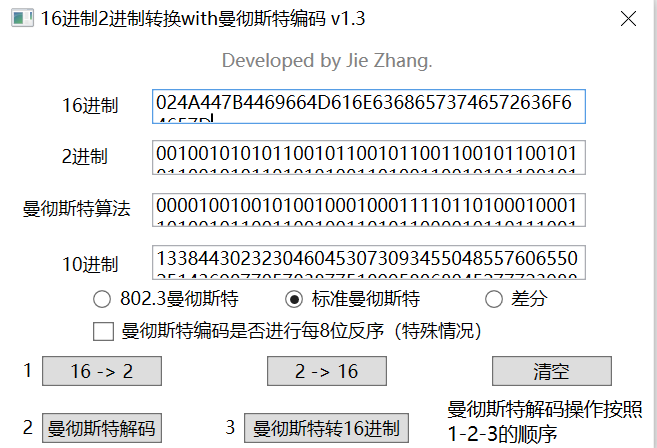 16进制2进制转换with曼彻斯特编码 v1.3
Developed by Jie Zhang.
16进制
024A447B4469664D616E63686573746572636F6
2进制
001001010101100101100101100110010110010
曼彻斯特算法
000010010010100100010001111011010001000
10进制
133844302323046045307309345504855760655
802.3曼彻斯特
标准曼彻斯特
差分
曼彻斯特编码是否进行每8位反序（特殊情况）
1
16 -> 2
2 -> 16
清空
2
曼彻斯特解码
3
曼彻斯特转16进制
曼彻斯特解码操作按照
1-2-3的顺序